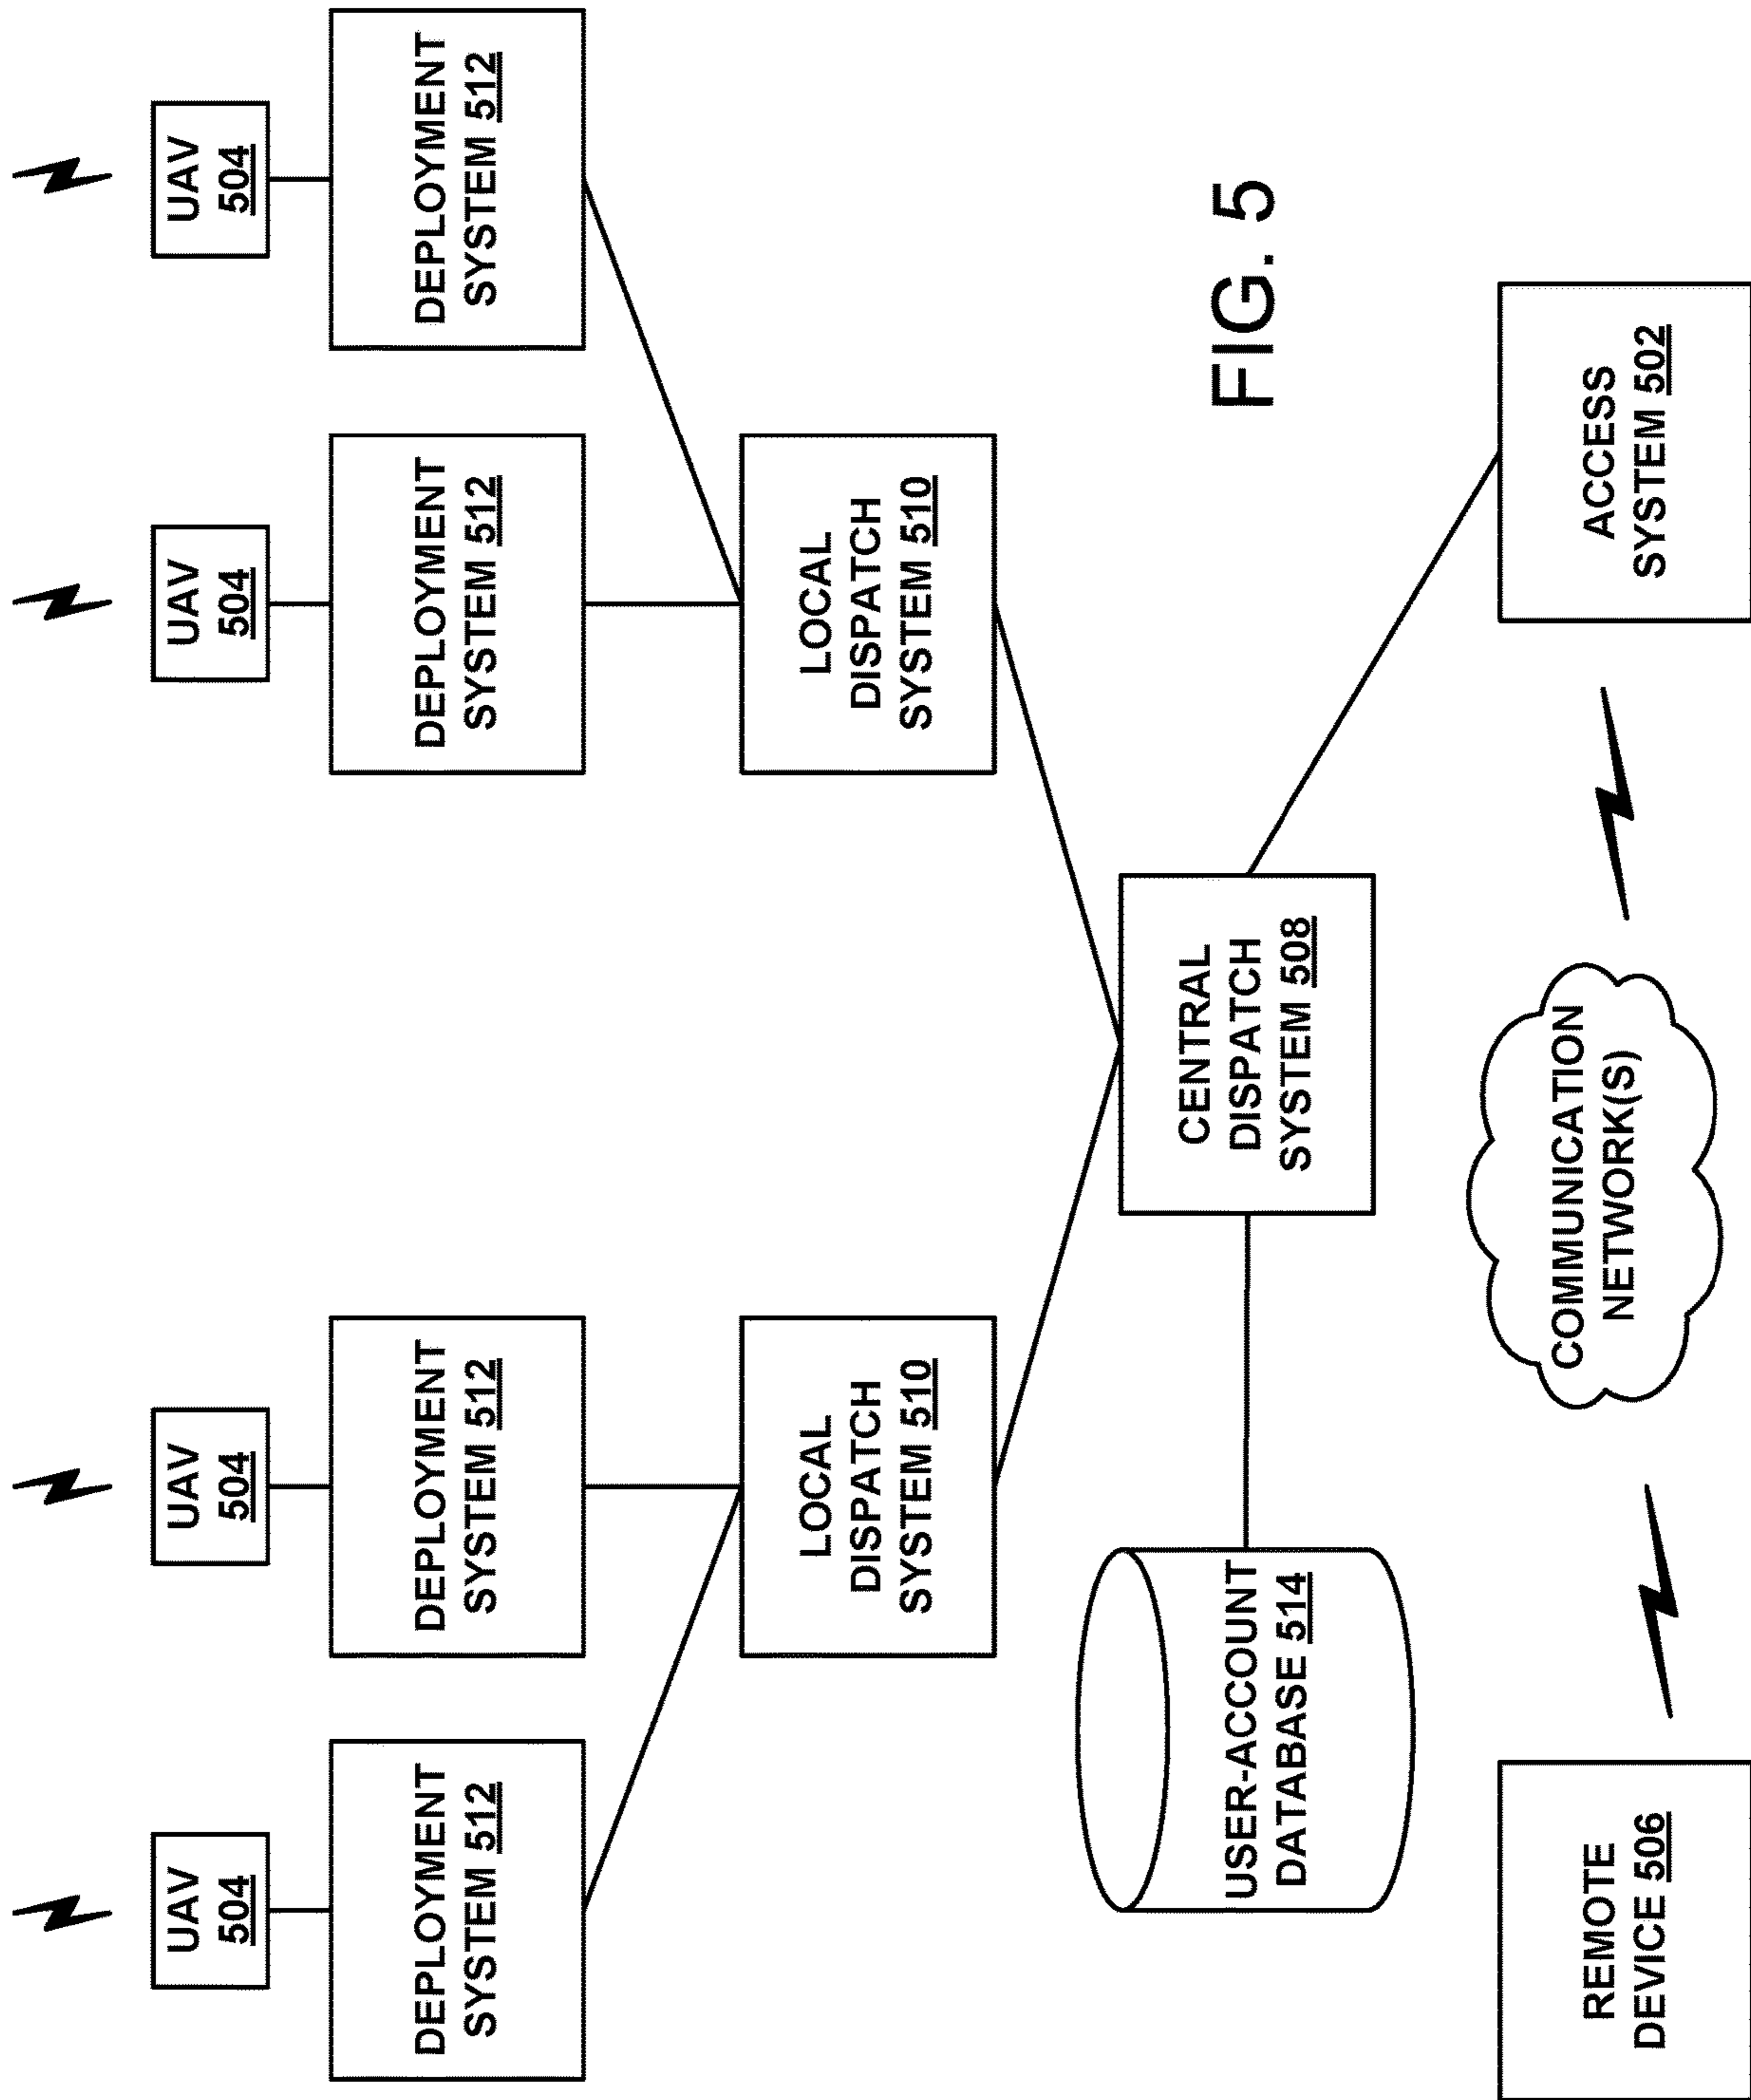 UAV
504
UAV
504
UAV
504
UAV
504
DEPLOYMENT
SYSTEM 512
DEPLOYMENT
SYSTEM 512
DEPLOYMENT
SYSTEM 512
DEPLOYMENT
SYSTEM 512
LOCAL
DISPATCH
SYSTEM 510
LOCAL
DISPATCH
SYSTEM 510
USER-ACCOUNT
DATABASE 514
CENTRAL
DISPATCH
SYSTEM 508
FIG. 5
REMOTE
DEVICE 506
COMMUNICATION
NETWORK(S)
ACCESS
SYSTEM 502